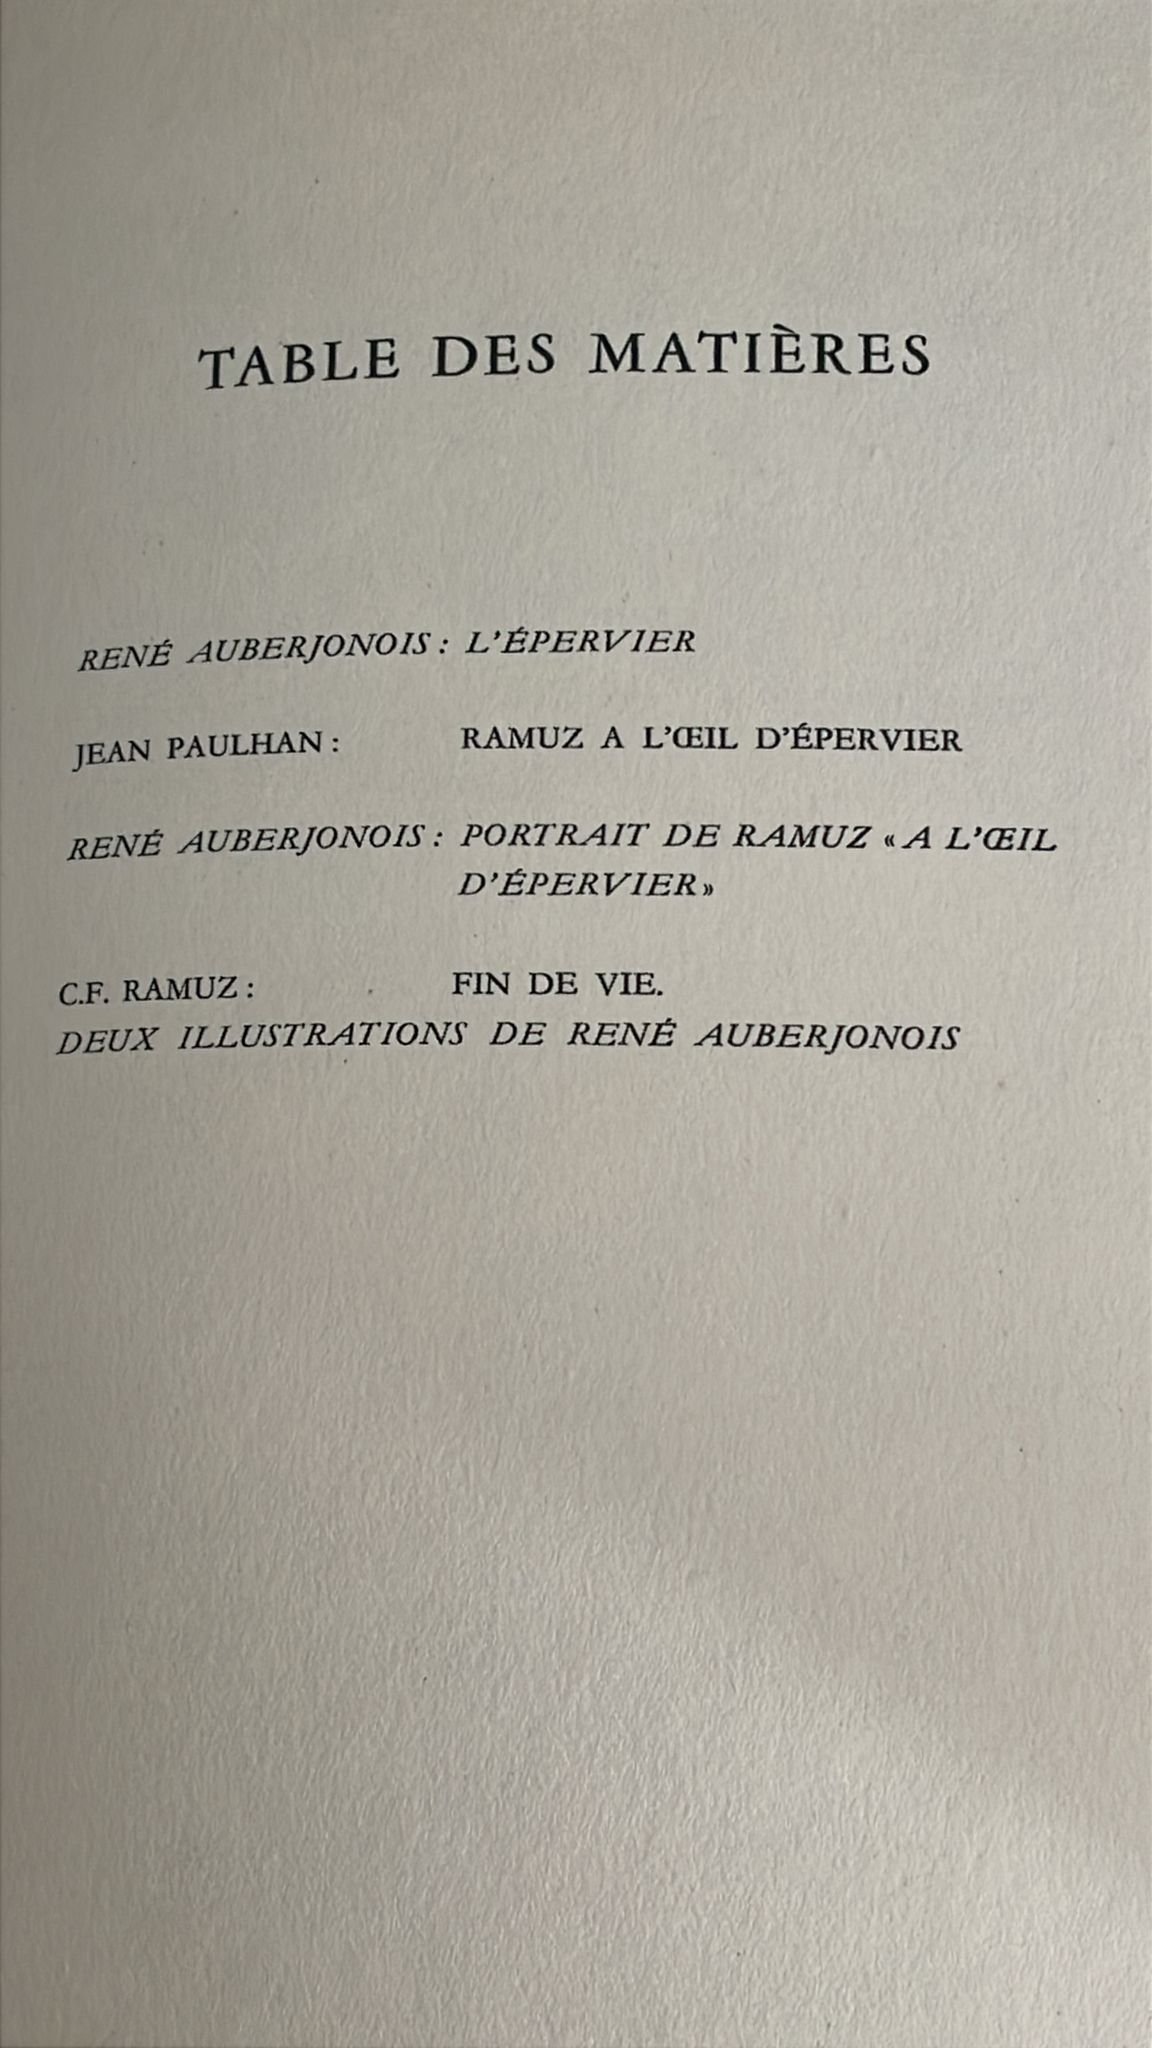 TABLE DES MATIÈRES
RENÉ AUBERJONOIS : L'ÉPERVIER
JEAN PAULHAN : RAMUZ A L'ŒIL D'ÉPERVIER
RENÉ AUBERJONOIS : PORTRAIT DE RAMUZ « A L'ŒIL
D'ÉPERVIER »
C.F. RAMUZ : FIN DE VIE.
DEUX ILLUSTRATIONS DE RENÉ AUBERJONOIS